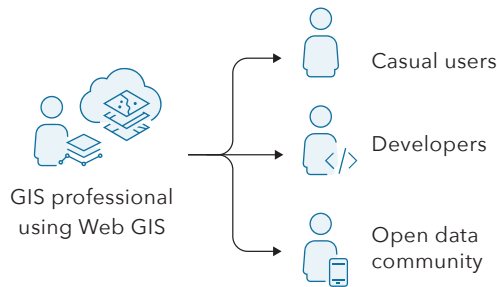 Casual users
Developers
GIS professional
using Web GIS
Open data
community